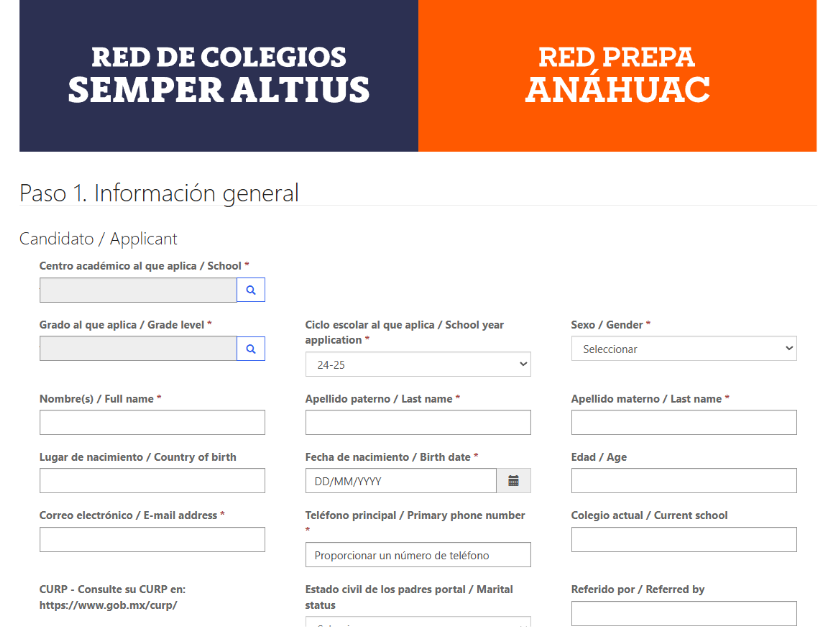 RED DE COLEGIOS
SEMPER ALTIUS
RED PREPA
ANÁHUAC
Paso 1. Información general
Candidato / Applicant
Centro académico al que aplica / School *
Grado al que aplica / Grade level *
Ciclo escolar al que aplica / School year
application *
24-25
Sexo / Gender *
Seleccionar
Nombre(s) / Full name *
Apellido paterno / Last name *
Apellido materno / Last name *
Lugar de nacimiento / Country of birth
Fecha de nacimiento / Birth date *
DD/MM/YYYY
Edad / Age
Correo electrónico / E-mail address *
Teléfono principal / Primary phone number
*
Proporcionar un número de teléfono
Colegio actual / Current school
CURP - Consulte su CURP en:
https://www.gob.mx/curp/
Estado civil de los padres portal / Marital
status
Referido por / Referred by